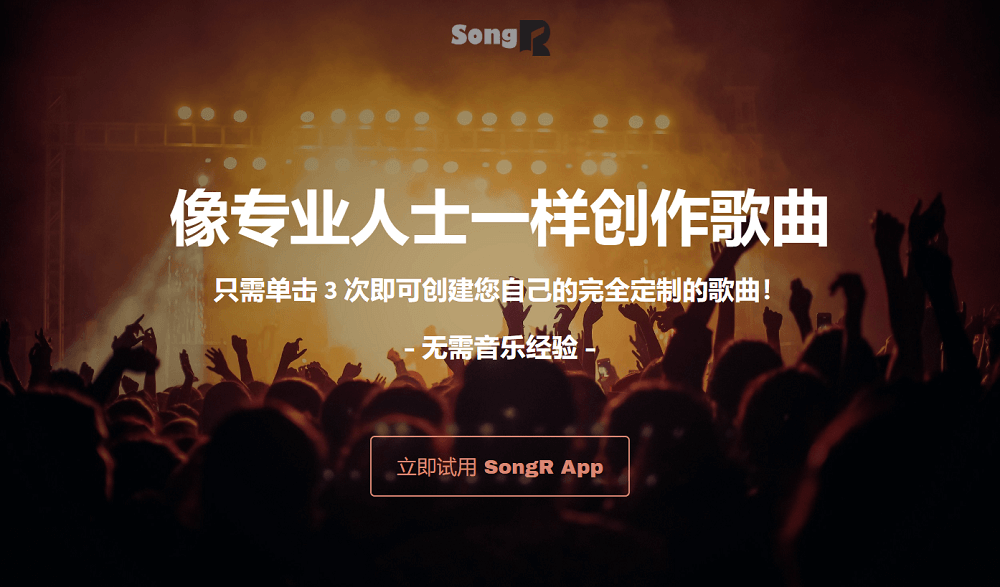 SongR
像专业人士一样创作歌曲
只需单击 3 次即可创建您自己的完全定制的歌曲！
- 无需音乐经验 -
立即试用 SongR App